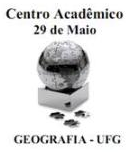 Centro Acadêmico
29 de Maio
GEOGRAFIA - UFG